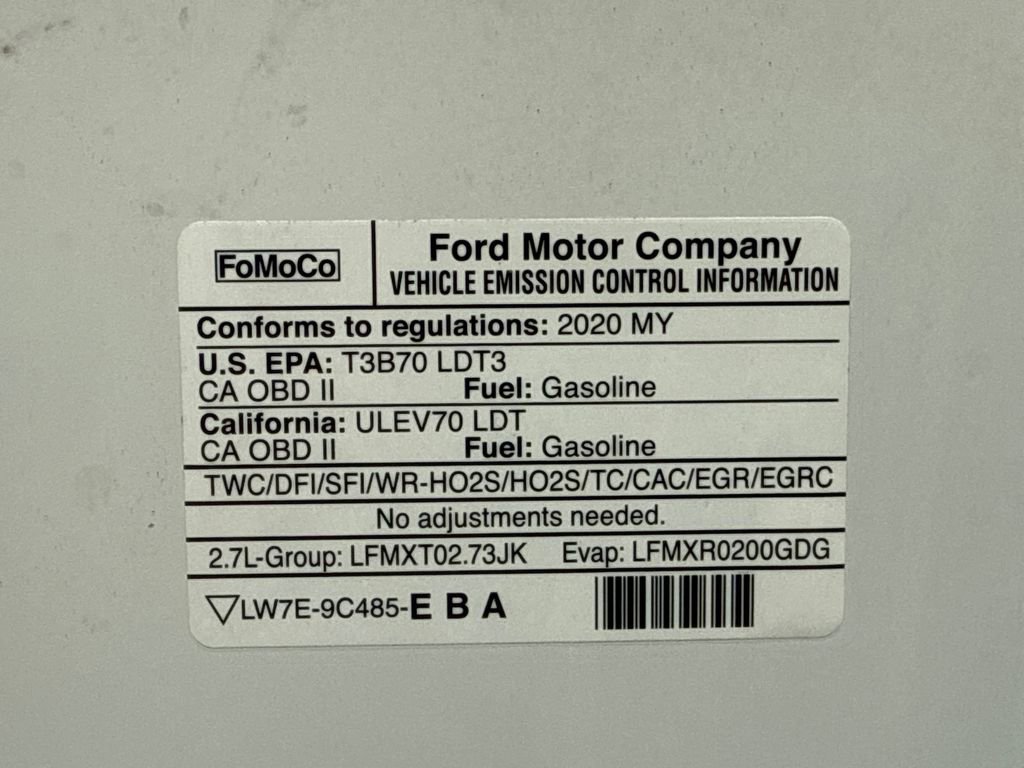 FoMoCo
Ford Motor Company
VEHICLE EMISSION CONTROL INFORMATION
Conforms to regulations: 2020 MY
U.S. EPA: T3B70 LDT3
CA OBD II Fuel: Gasoline
California: ULEV70 LDT
CA OBD II Fuel: Gasoline
TWC/DFI/SFI/WR-HO2S/HO2S/TC/CAC/EGR/EGRC
No adjustments needed.
2.7L-Group: LFMXT02.73JK Evap: LFMXR0200GDG
LW7E-9C485-E B A